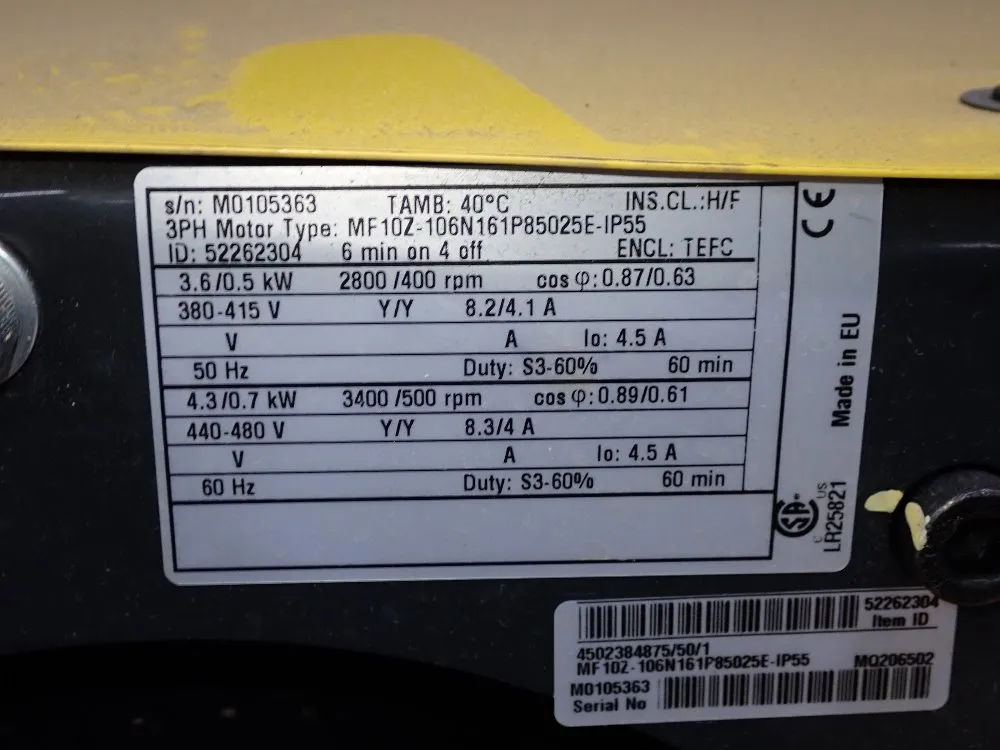 s/n: M0105363 TAMB: 40°C INS.CL.:H/F
3PH Motor Type: MF10Z-106N161P85025E-IP55
ID: 52262304 6 min on 4 off ENCL: TEFC
3.6/0.5 kW 2800/400 rpm cos φ:0.87/0.63
380-415 V Y/Y 8.2/4.1 A
V A Io: 4.5 A
50 Hz Duty: S3-60% 60 min
4.3/0.7 kW 3400/500 rpm cos φ:0.89/0.61
440-480 V Y/Y 8.3/4 A
V A Io: 4.5 A
60 Hz Duty: S3-60% 60 min
CE
Made in EU
C SA® US
LR25821
52262304
Item ID
4502384875/50/1
MF10Z-106N161P85025E-IP55 MQ206502
M0105363
Serial No